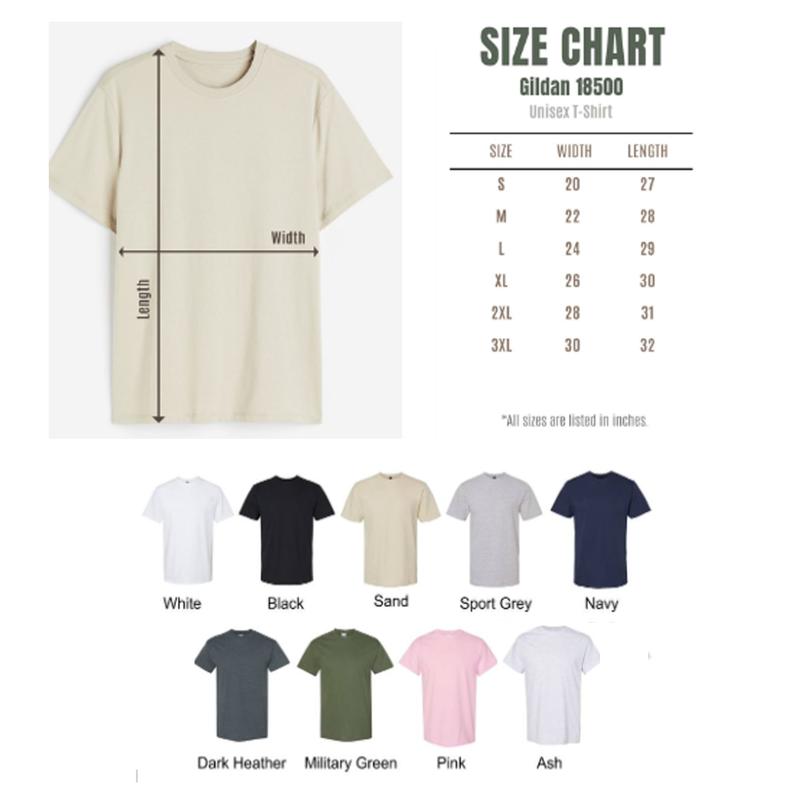 SIZE CHART
Gildan 18500
Unisex T-Shirt
SIZE WIDTH LENGTH
S 20 27
M 22 28
L 24 29
XL 26 30
2XL 28 31
3XL 30 32
*All sizes are listed in inches.
Width
Length
White Black Sand Sport Grey Navy
Dark Heather Military Green Pink Ash